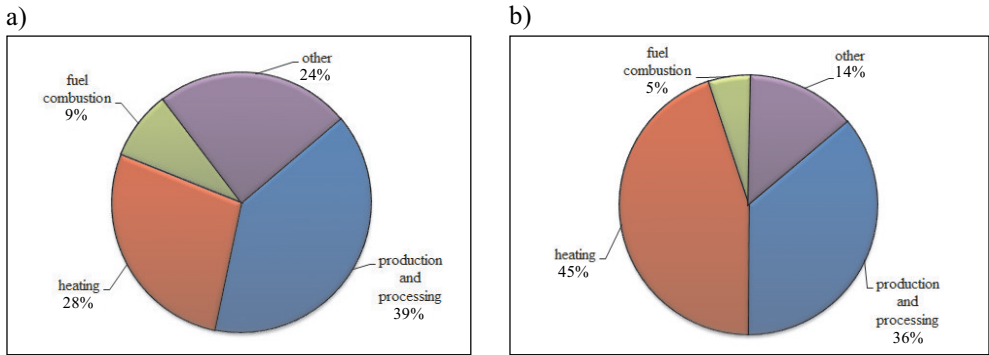 a)
other
24%
fuel
combustion
9%
heating
28%
production
and
processing
39%
b)
other
14%
fuel
combustion
5%
heating
45%
production
and
processing
36%